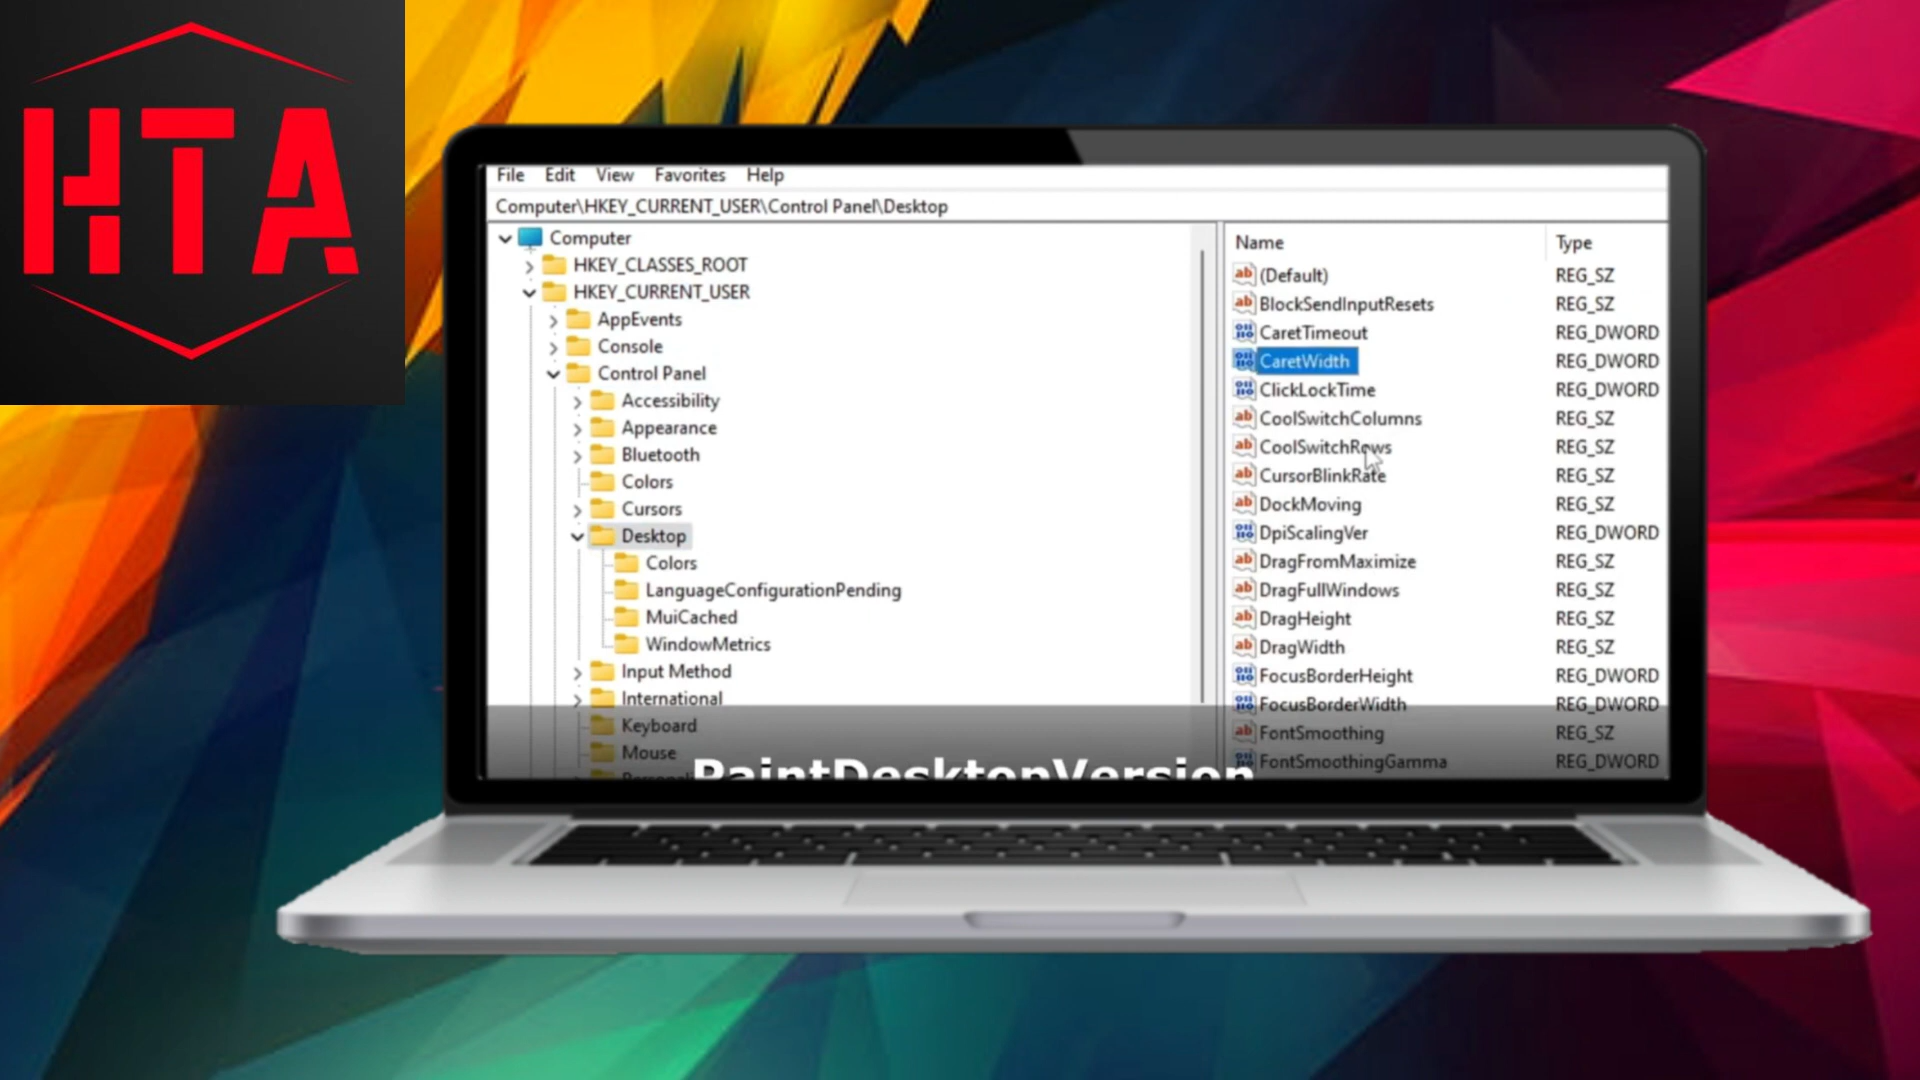 HTA
File Edit View Favorites Help
Computer\HKEY_CURRENT_USER\Control Panel\Desktop
Computer
HKEY_CLASSES_ROOT
HKEY_CURRENT_USER
AppEvents
Console
Control Panel
Accessibility
Appearance
Bluetooth
Colors
Cursors
Desktop
Colors
LanguageConfigurationPending
MuiCached
WindowMetrics
Input Method
International
Keyboard
Mouse
Name Type
(Default) REG_SZ
BlockSendInputResets REG_SZ
CaretTimeout REG_DWORD
CaretWidth REG_DWORD
ClickLockTime REG_DWORD
CoolSwitchColumns REG_SZ
CoolSwitchRows REG_SZ
CursorBlinkRate REG_SZ
DockMoving REG_SZ
DpiScalingVer REG_DWORD
DragFromMaximize REG_SZ
DragFullWindows REG_SZ
DragHeight REG_SZ
DragWidth REG_SZ
FocusBorderHeight REG_DWORD
FocusBorderWidth REG_DWORD
FontSmoothing REG_SZ
FontSmoothingGamma REG_DWORD
PaintDesktopVersion